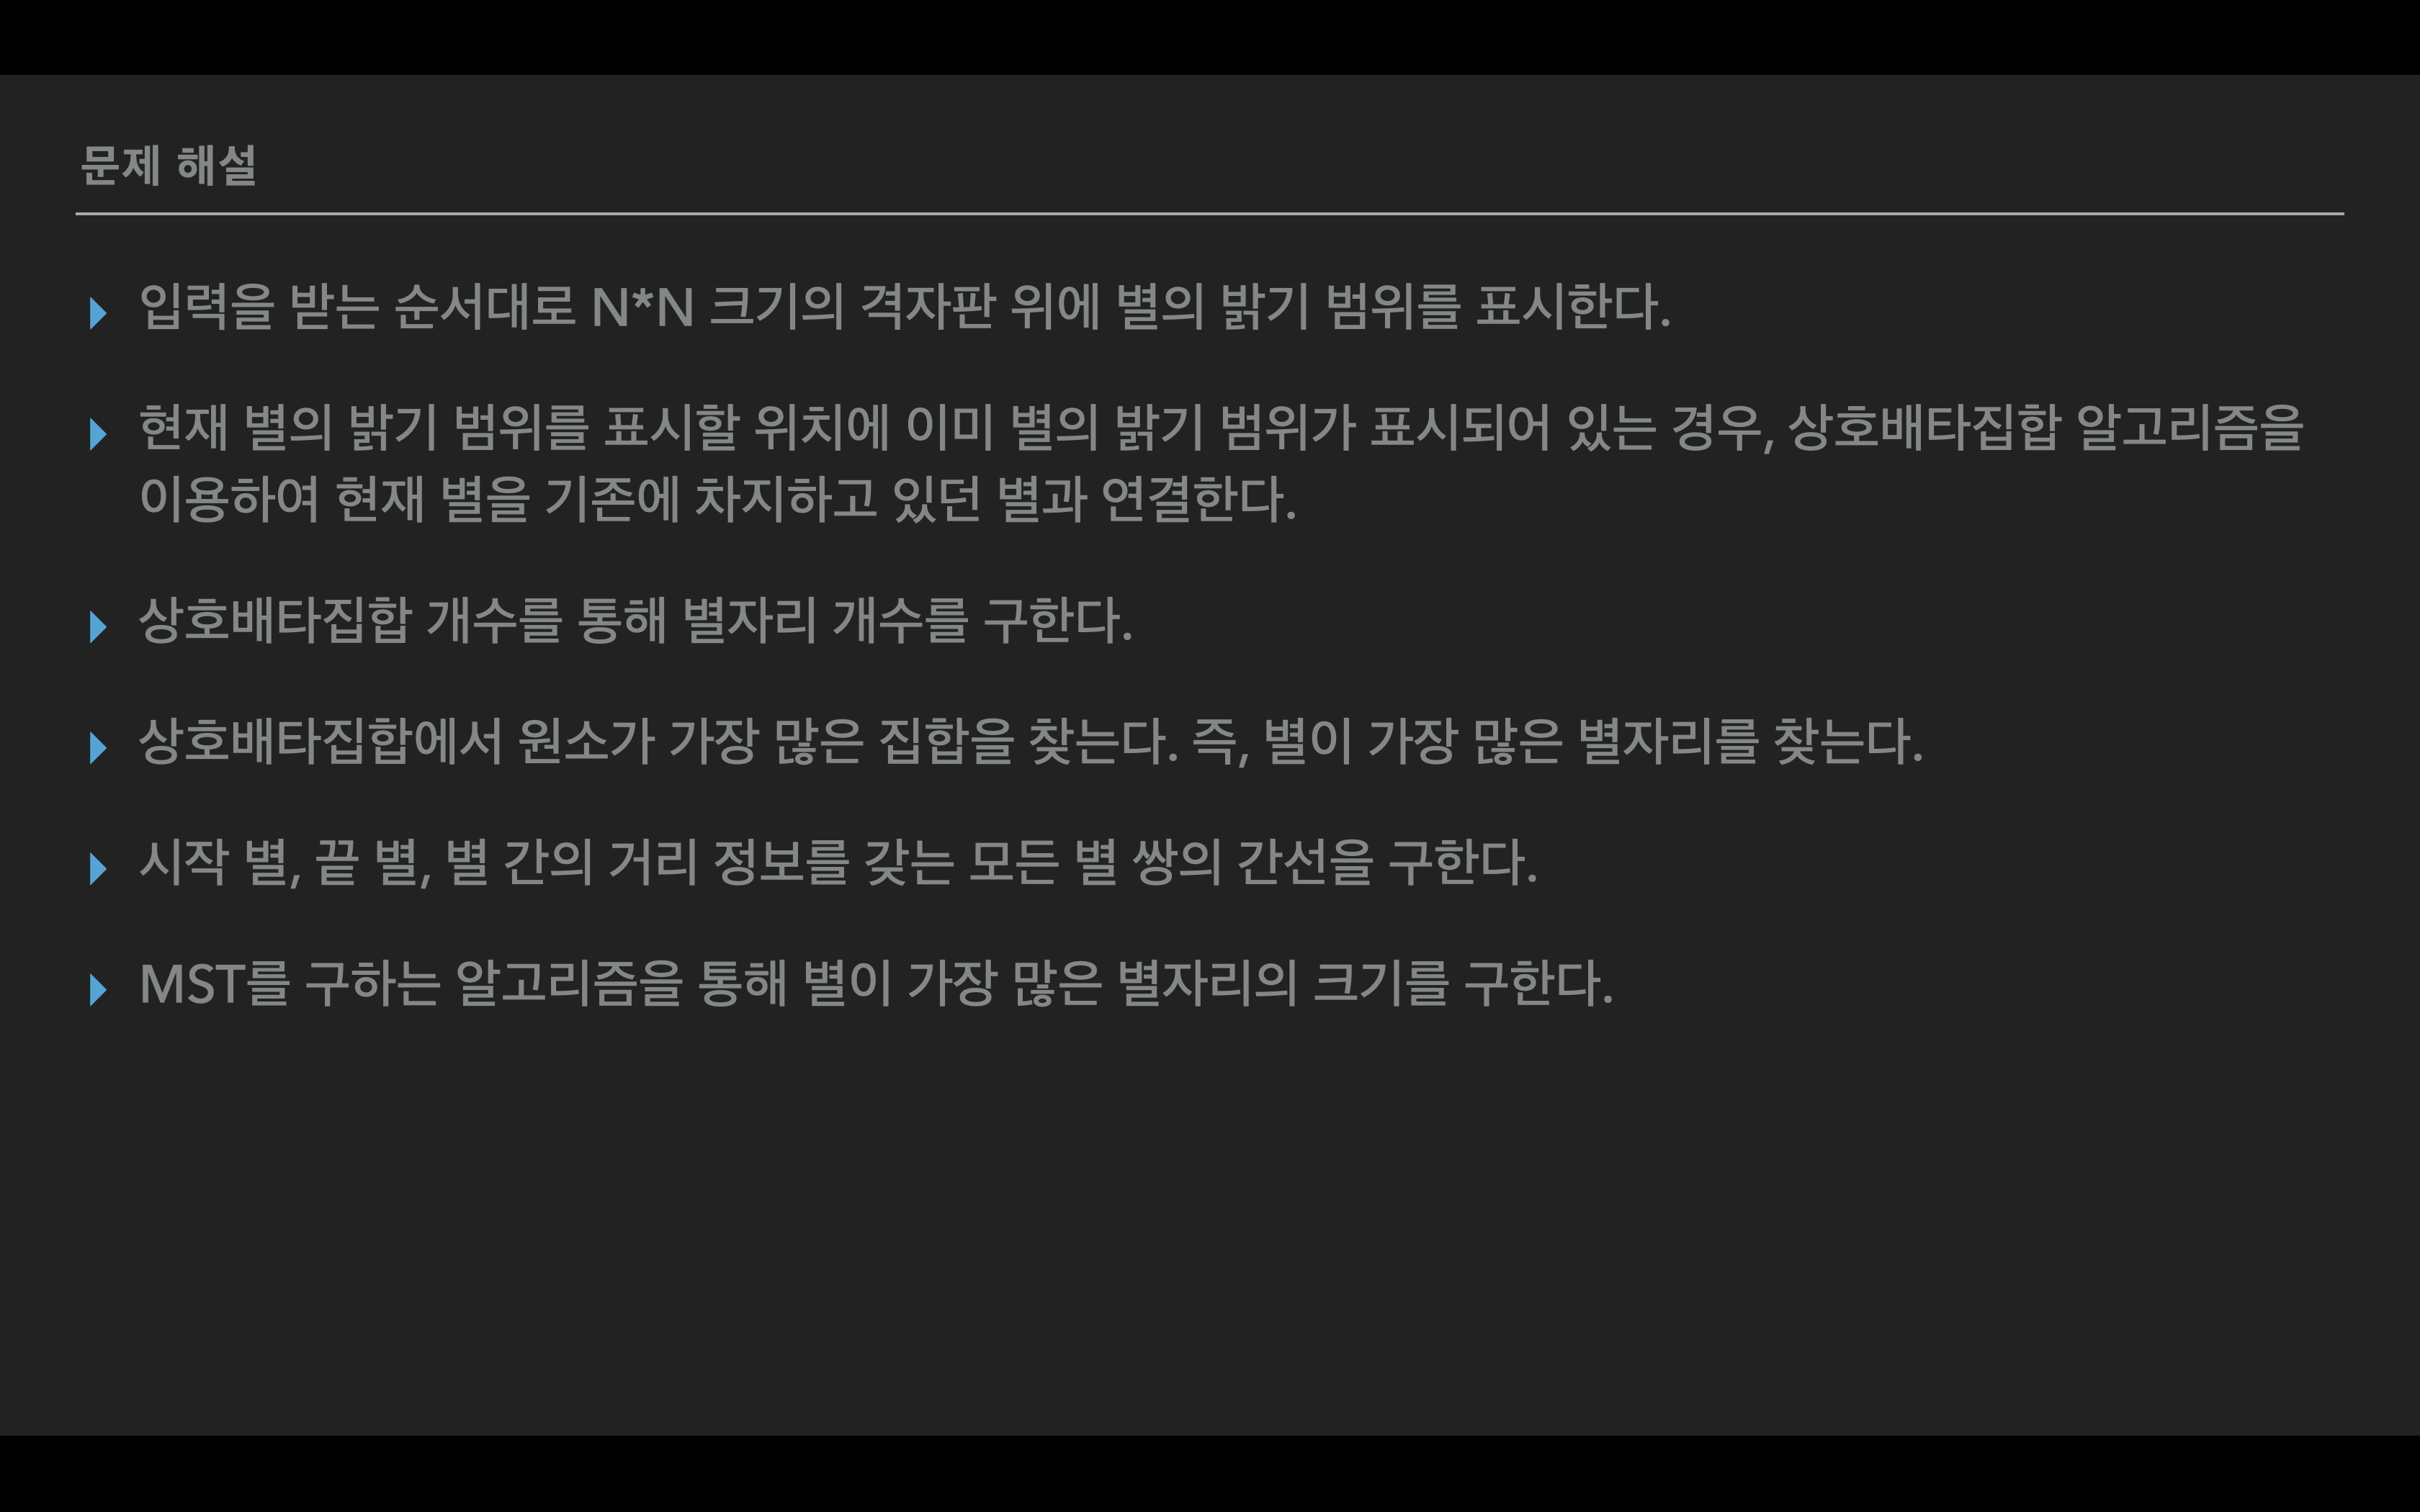 문제 해설
입력을 받는 순서대로 N*N 크기의 격자판 위에 별의 밝기 범위를 표시한다.
현재 별의 밝기 범위를 표시할 위치에 이미 별의 밝기 범위가 표시되어 있는 경우, 상호배타집합 알고리즘을
이용하여 현재 별을 기존에 차지하고 있던 별과 연결한다.
상호배타집합 개수를 통해 별자리 개수를 구한다.
상호배타집합에서 원소가 가장 많은 집합을 찾는다. 즉, 별이 가장 많은 별자리를 찾는다.
시작 별, 끝 별, 별 간의 거리 정보를 갖는 모든 별 쌍의 간선을 구한다.
MST를 구하는 알고리즘을 통해 별이 가장 많은 별자리의 크기를 구한다.